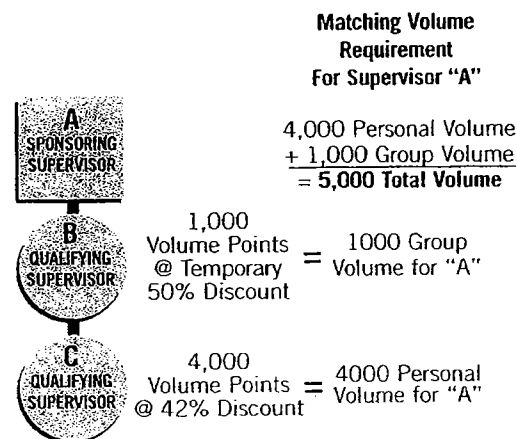 Matching Volume
Requirement
For Supervisor "A"
4,000 Personal Volume
+ 1,000 Group Volume
= 5,000 Total Volume
A
SPONSORING
SUPERVISOR
B
QUALIFYING
SUPERVISOR
1,000
Volume Points
@ Temporary
50% Discount
=
1000 Group
Volume for "A"
C
QUALIFYING
SUPERVISOR
4,000
Volume Points
@ 42% Discount
=
4000 Personal
Volume for "A"